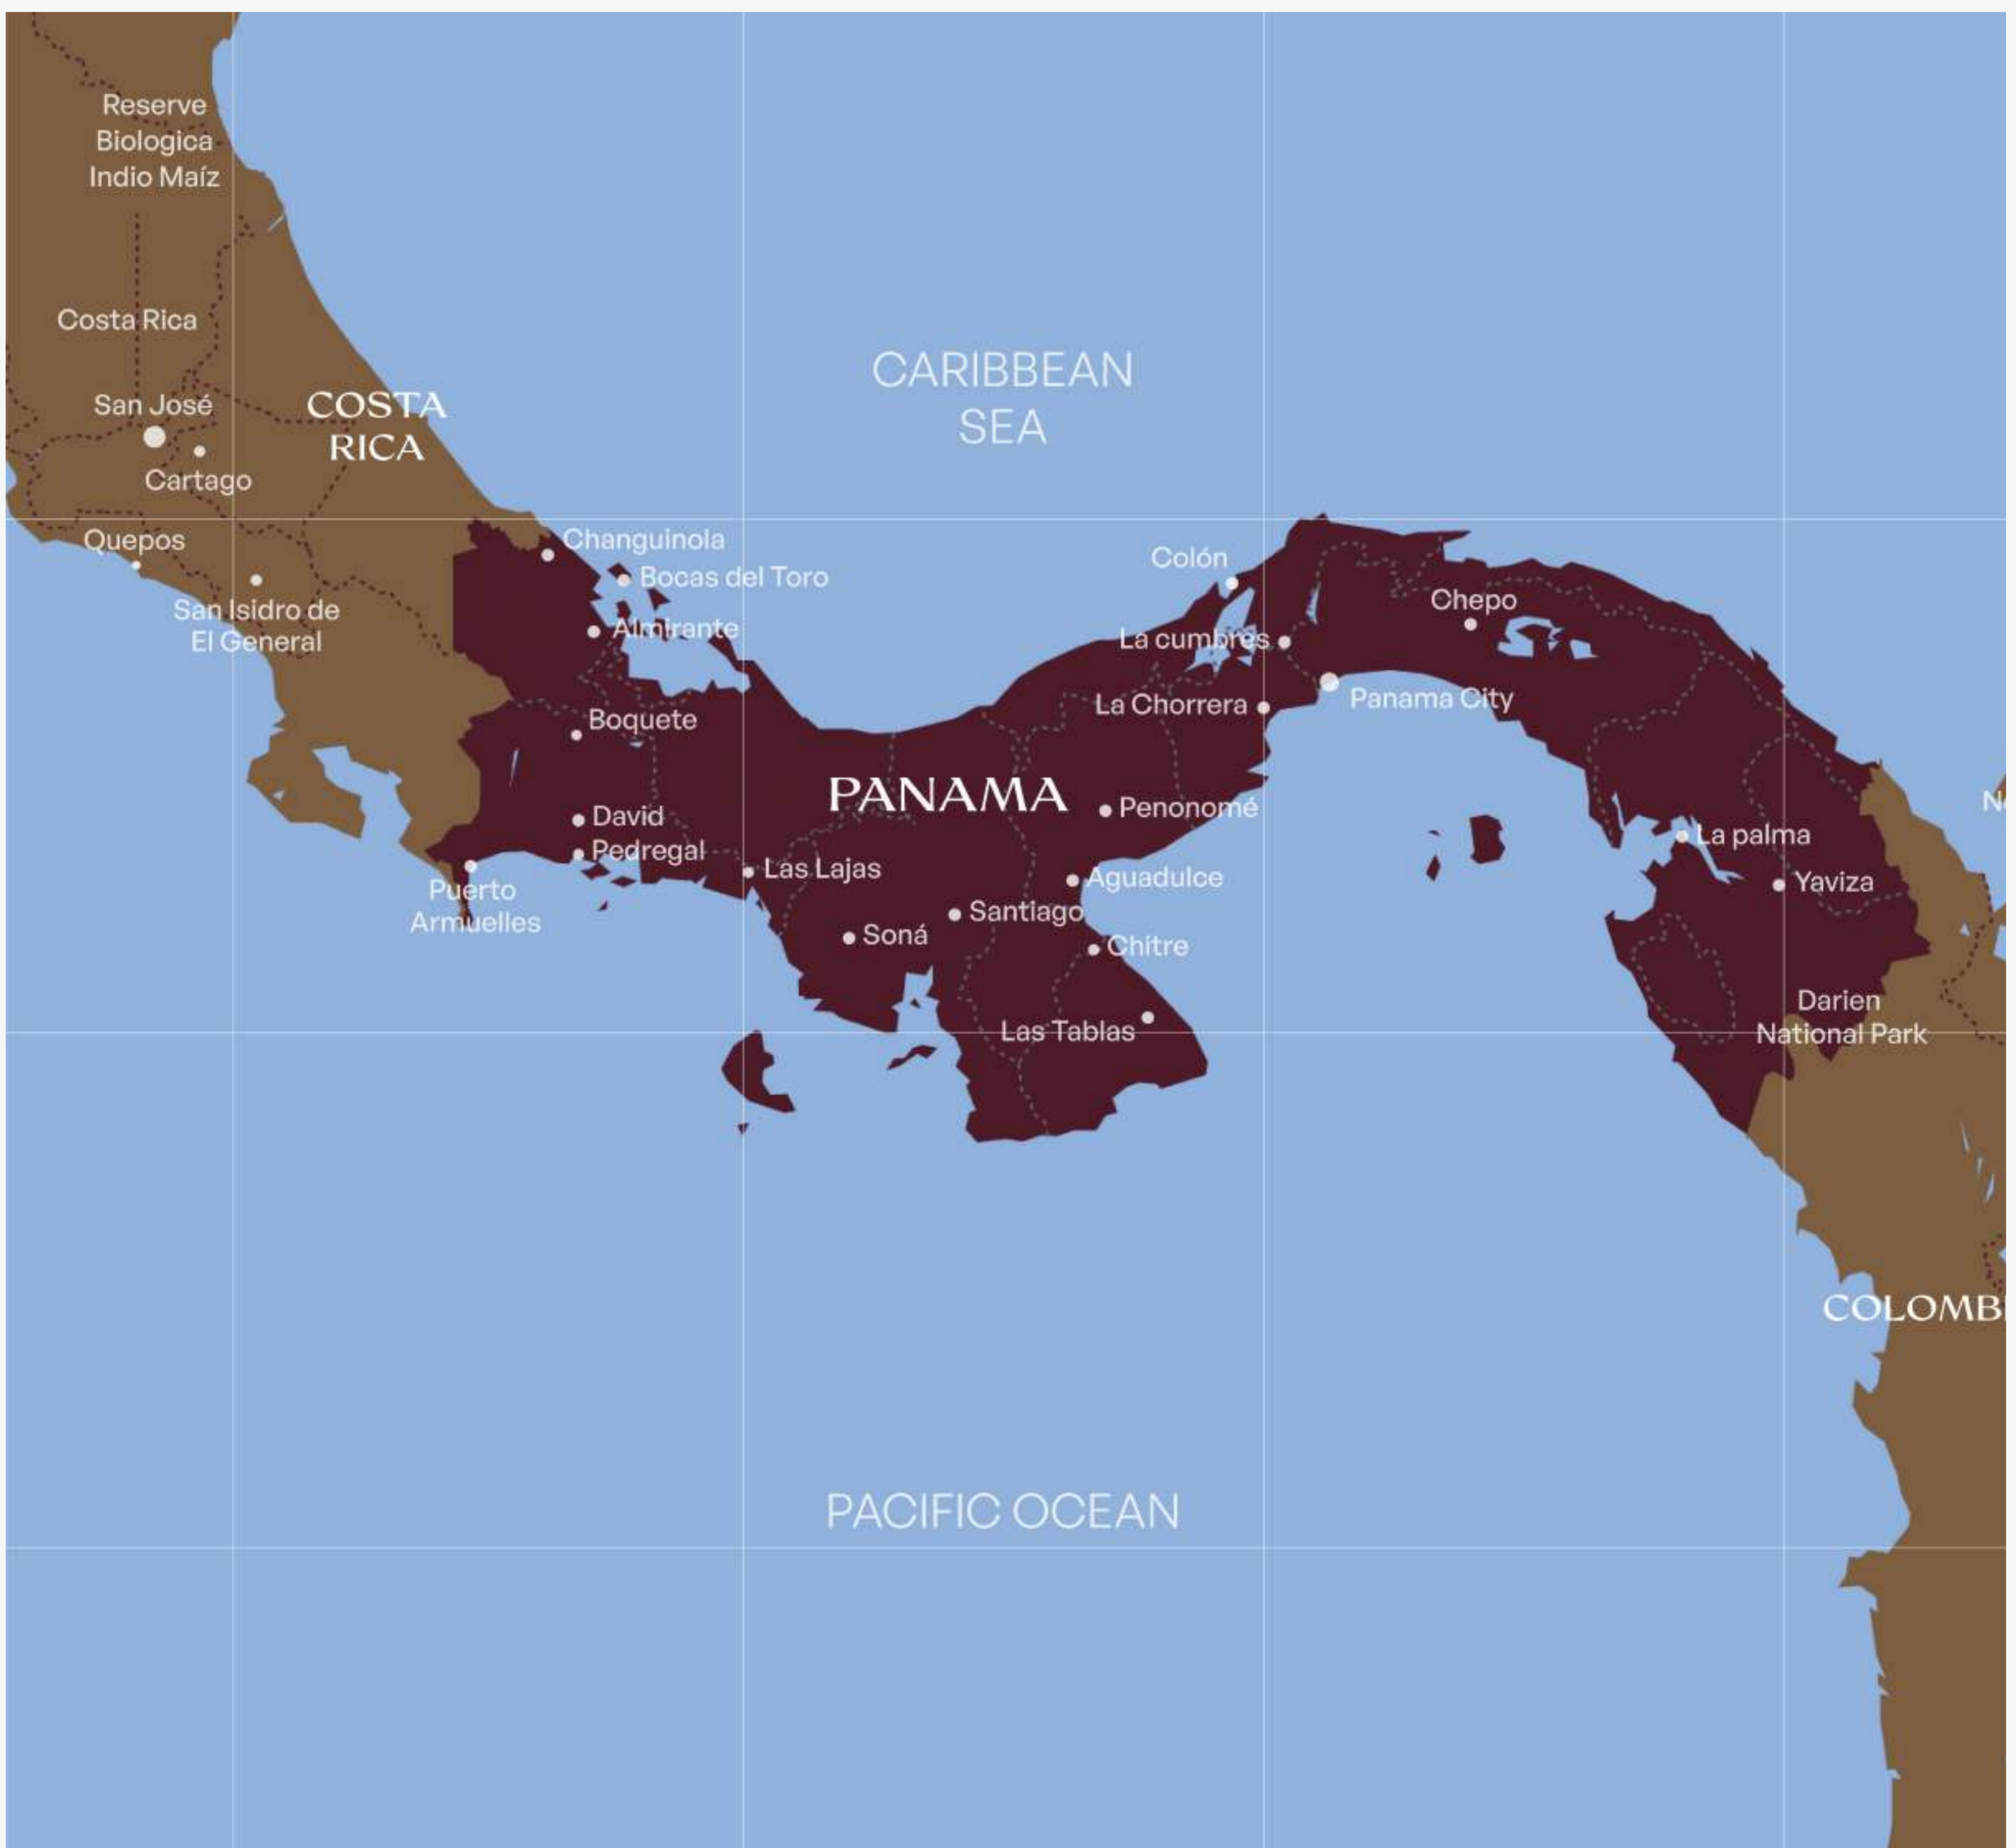 Reserve
Biologica
Indio Maíz
Costa Rica
CARIBBEAN
SEA
San José
COSTA
RICA
Cartago
Quepos
Changuinola
Colón
Bocas del Toro
San Isidro de
El General
Chepo
Almirante
La cumbres
Panama City
La Chorrera
Boquete
PANAMA
Penonomé
David
Pedregal
La palma
Las Lajas
Aguadulce
Yaviza
Puerto
Armuelles
Santiago
Soná
Chitre
Las Tablas
Darien
National Park
COLOMBI
PACIFIC OCEAN